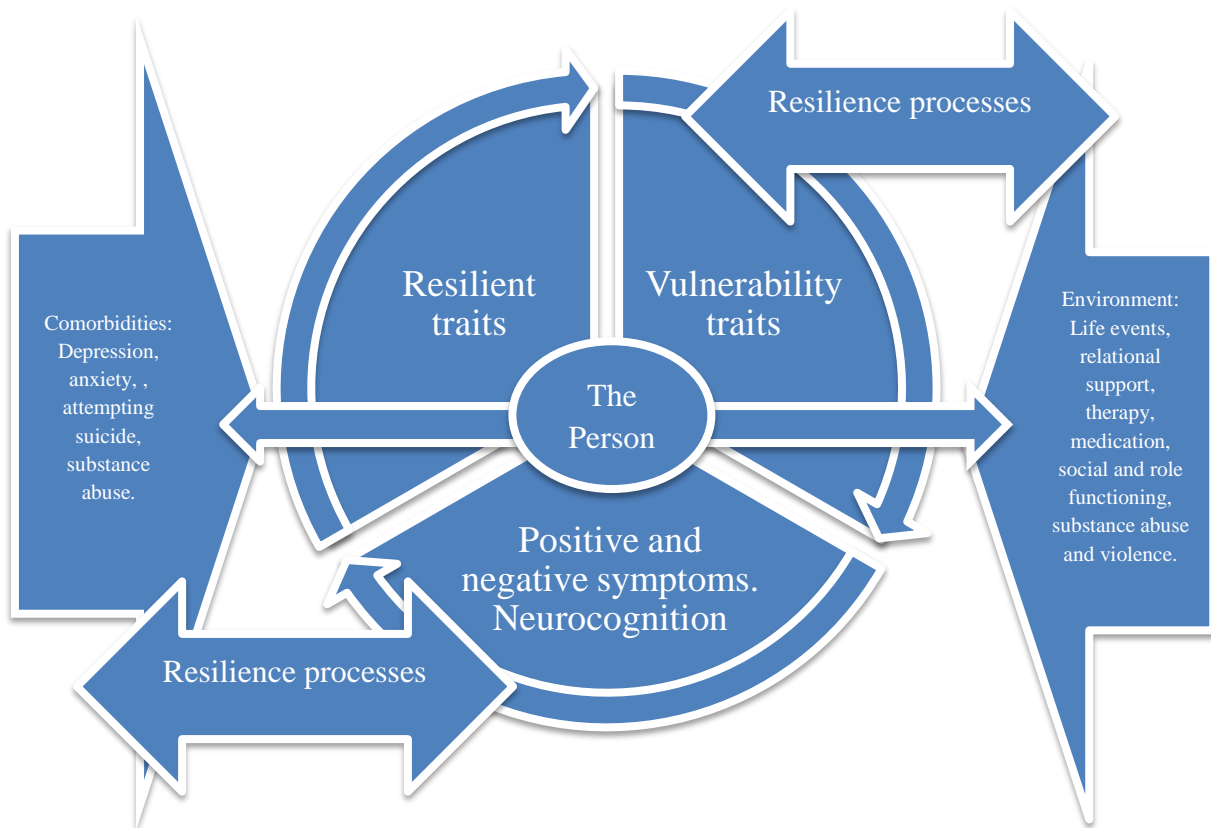 Resilience processes
Resilient
traits
Vulnerability
traits
Comorbidities:
Depression,
anxiety, ,
attempting
suicide,
substance
abuse.
The
Person
Environment:
Life events,
relational
support,
therapy,
medication,
social and role
functioning,
substance abuse
and violence.
Positive and
negative symptoms.
Neurocognition
Resilience processes